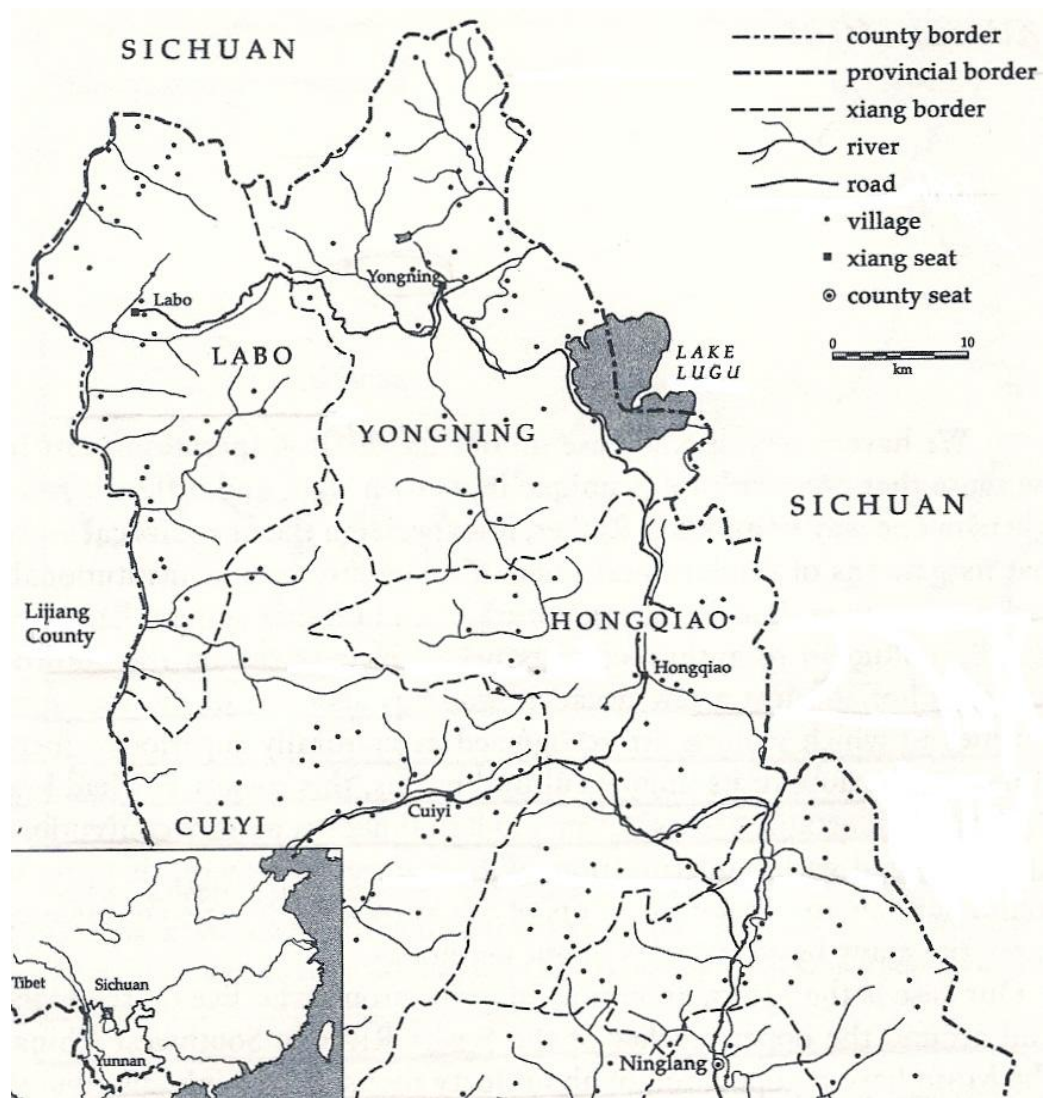 SICHUAN
county border
provincial border
xiang border
river
road
village
xiang seat
county seat
0 10
km
Yongning
Labo
LABO
LAKE
LUGU
YONGNING
SICHUAN
Lijiang
County
HONGQIAO
Hongqiao
Cuiyi
CUIYI
Tibet
Sichuan
Yunnan
Ninglang